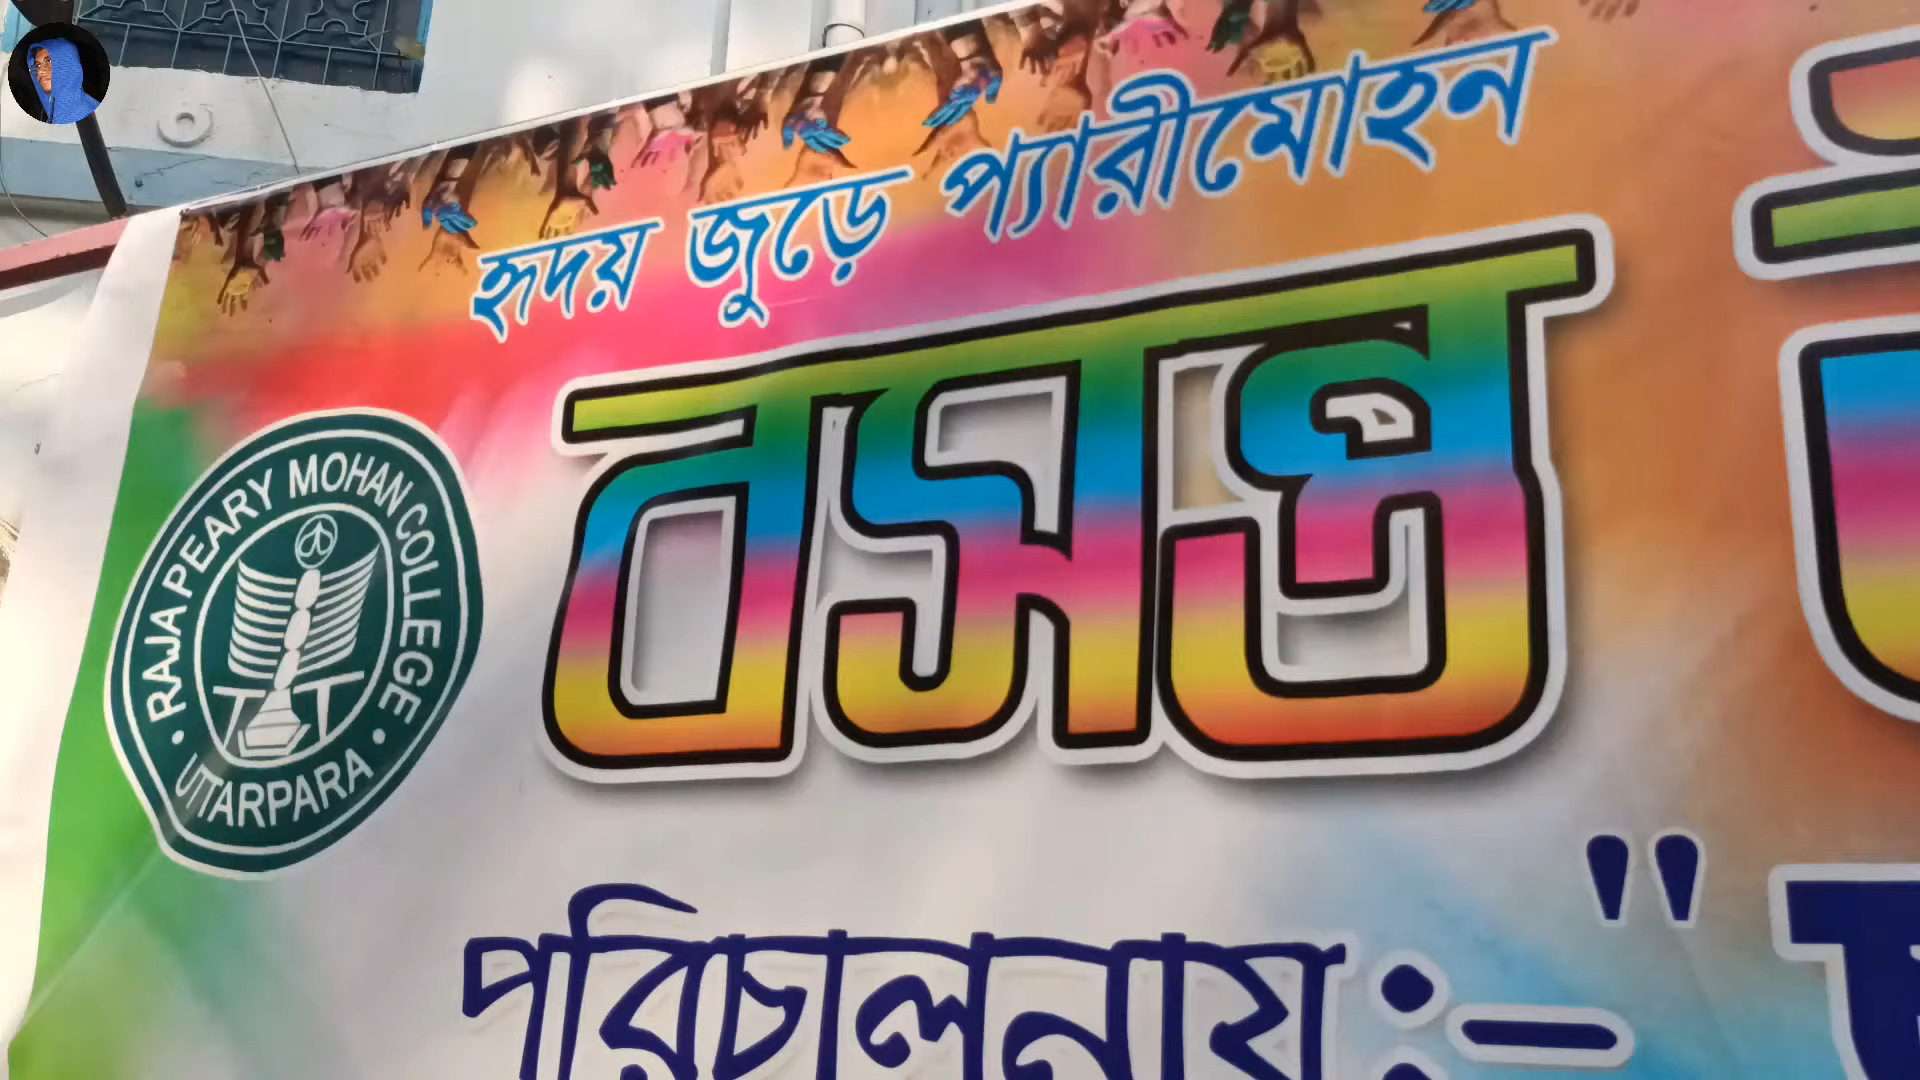 হৃদয় জুড়ে প্যারীমোহন
বসন্ত
RAJA PEARY MOHAN COLLEGE
• UTTARPARA •
পরিচালনায় :- "